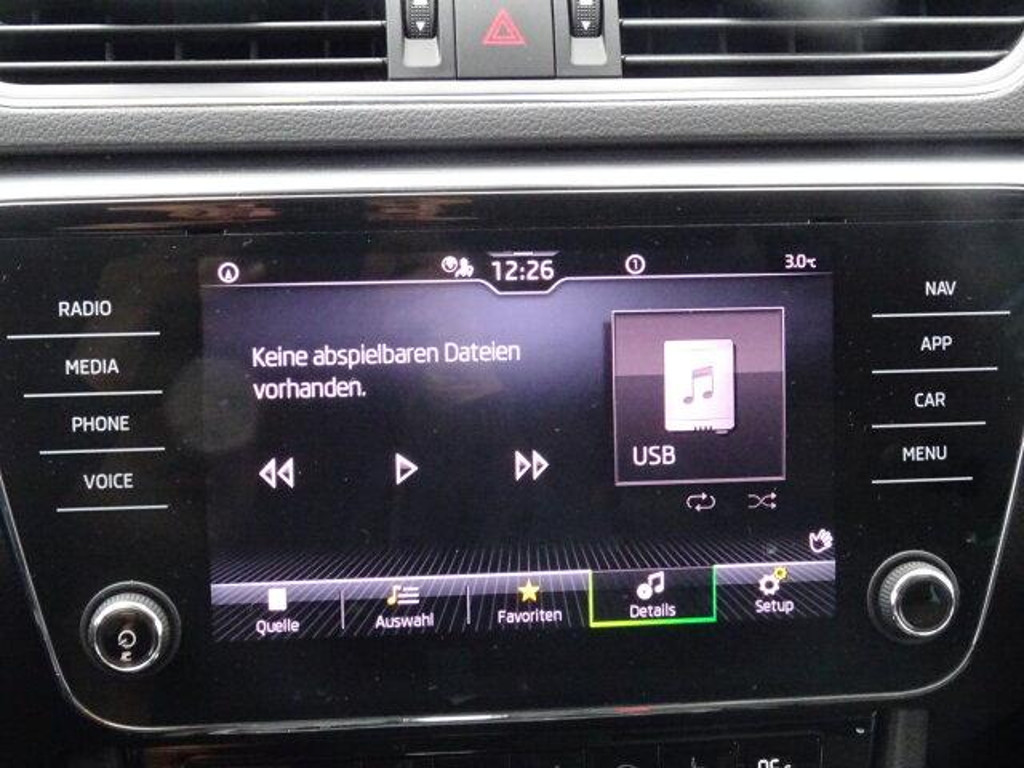 12:26
1
3.0°C
RADIO
MEDIA
PHONE
VOICE
NAV
APP
CAR
MENU
Keine abspielbaren Dateien
vorhanden.
USB
Quelle
Auswahl
Favoriten
Details
Setup